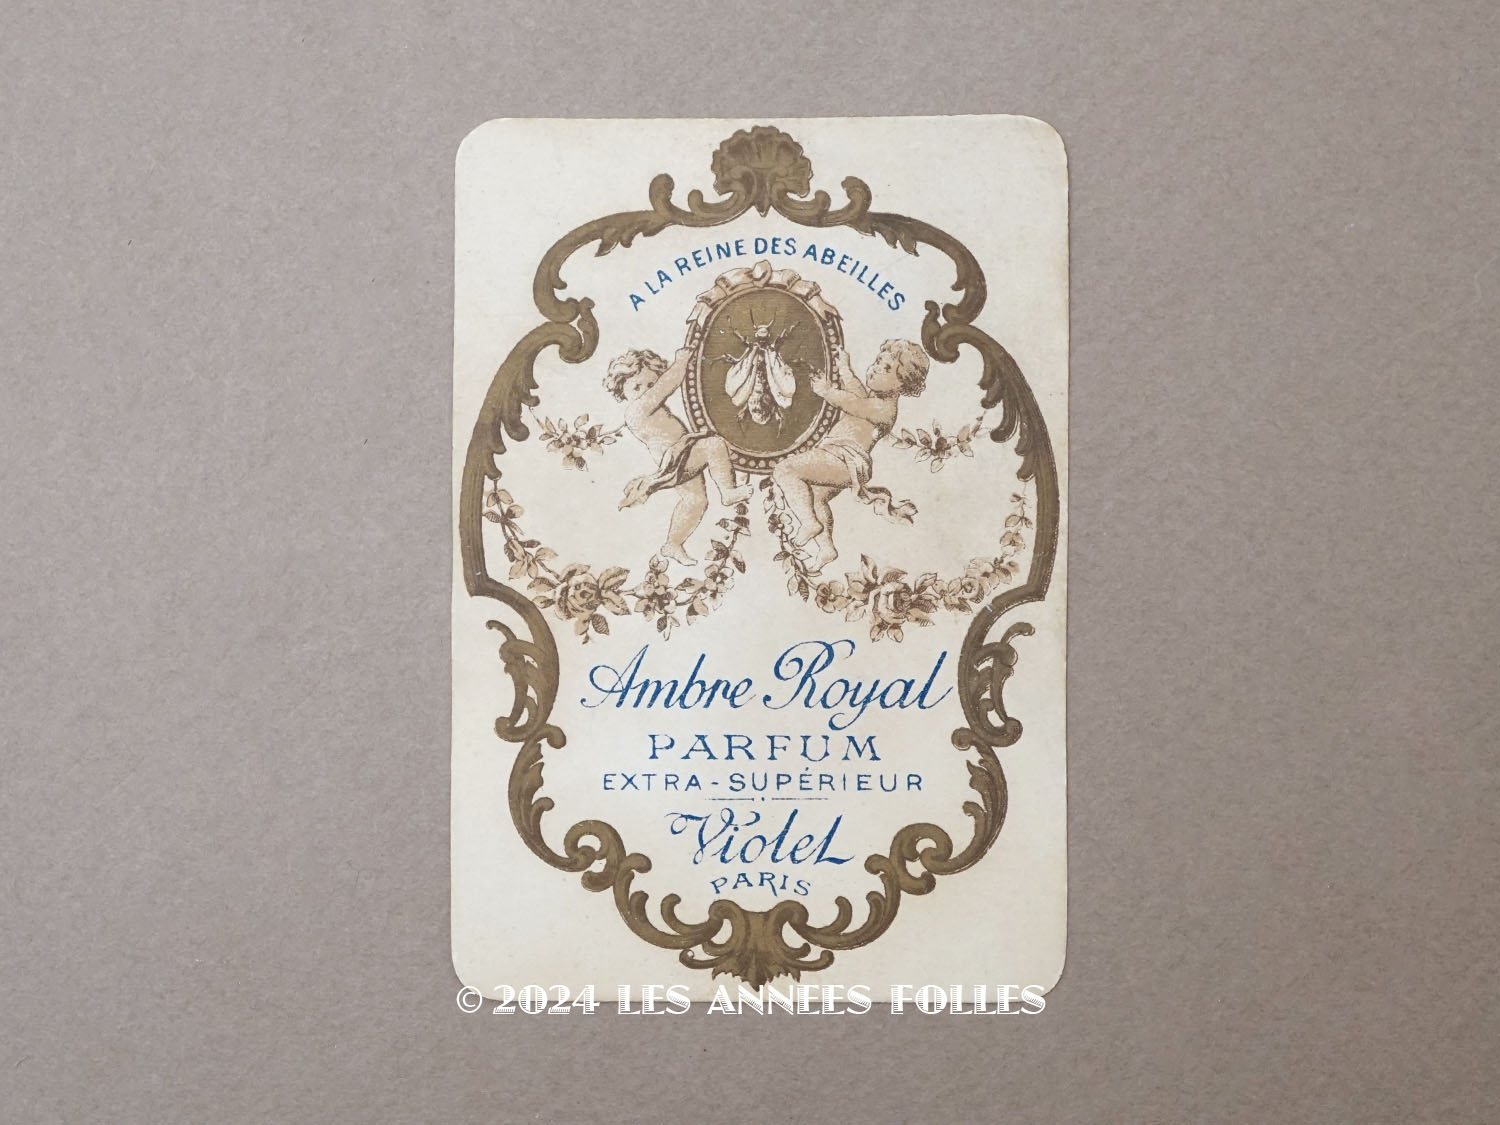 A LA REINE DES ABEILLES
Ambre Royal
PARFUM
EXTRA-SUPÉRIEUR
Violet
PARIS
© 2024 LES ANNEES FOLLES